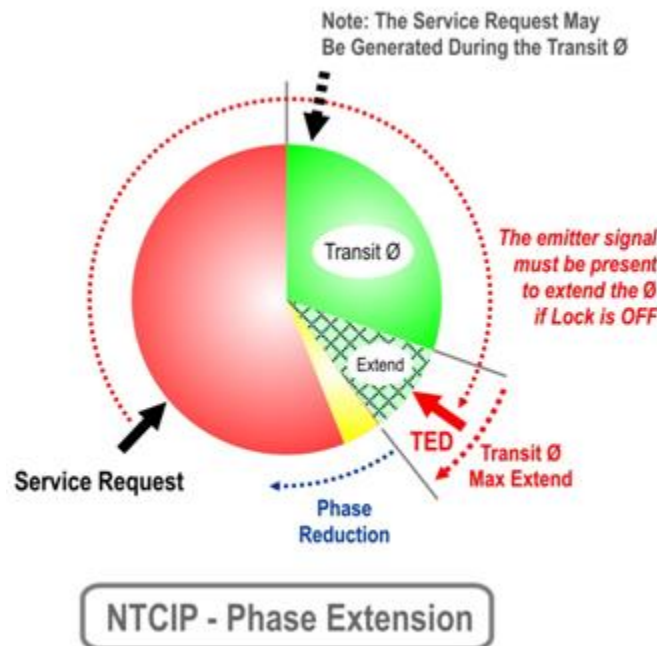 Note: The Service Request May
Be Generated During the Transit Ø
Transit Ø
The emitter signal
must be present
to extend the Ø
if Lock is OFF
Extend
TED
Transit Ø
Max Extend
Service Request
Phase
Reduction
NTCIP - Phase Extension